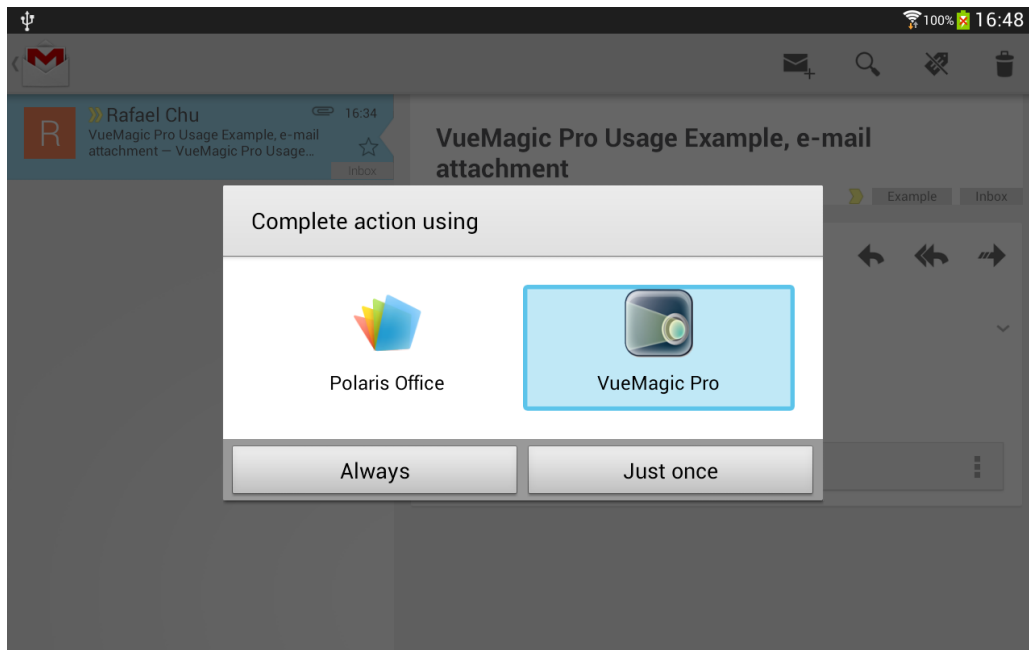 100% 16:48
R
Rafael Chu 16:34
VueMagic Pro Usage Example, e-mail
attachment – VueMagic Pro Usage...
Inbox
VueMagic Pro Usage Example, e-mail
attachment
Example Inbox
Complete action using
Polaris Office VueMagic Pro
Always Just once